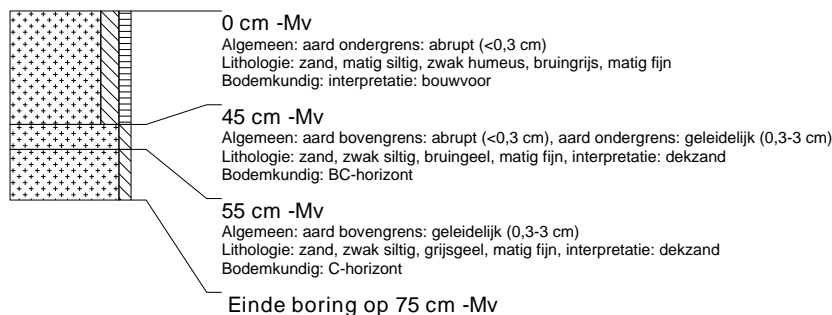 0 cm -Mv
Algemeen: aard ondergrens: abrupt (<0,3 cm)
Lithologie: zand, matig siltig, zwak humeus, bruingrijs, matig fijn
Bodemkundig: interpretatie: bouwvoor
45 cm -Mv
Algemeen: aard bovengrens: abrupt (<0,3 cm), aard ondergrens: geleidelijk (0,3-3 cm)
Lithologie: zand, zwak siltig, bruingeel, matig fijn, interpretatie: dekzand
Bodemkundig: BC-horizont
55 cm -Mv
Algemeen: aard bovengrens: geleidelijk (0,3-3 cm)
Lithologie: zand, zwak siltig, grijsgeel, matig fijn, interpretatie: dekzand
Bodemkundig: C-horizont
Einde boring op 75 cm -Mv